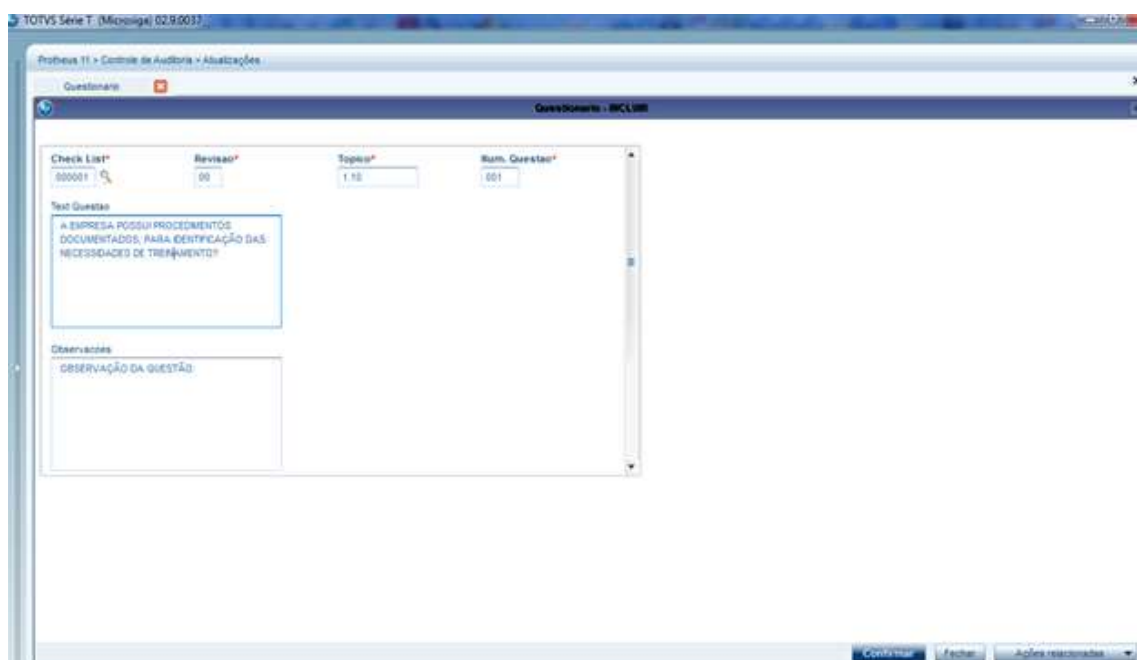 TOTVS Série T (Microsiga) 02.9.0037
Protheus 11 > Controle de Auditoria > Atualizações
Questionario
Questionario - INCLUIR
Check List* Revisao* Topico* Num. Questao*
000001 00 1.10 001
Text Questao
A EMPRESA POSSUI PROCEDIMENTOS
DOCUMENTADOS, PARA IDENTIFICAÇÃO DAS
NECESSIDADES DE TREINAMENTO?
Observacoes
OBSERVAÇÃO DA QUESTÃO
Confirmar Fechar Ações relacionadas